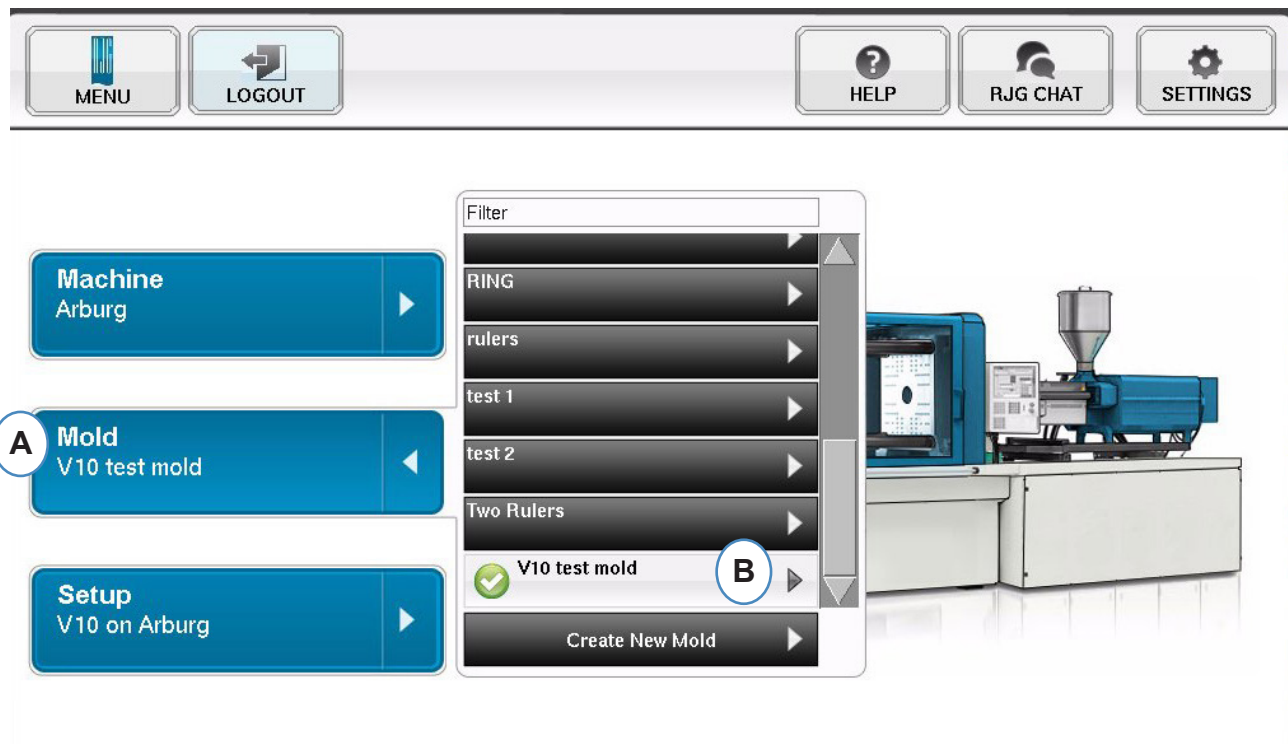 MENU
LOGOUT
HELP
RJG CHAT
SETTINGS
Filter
Machine
Arburg
RING
rulers
test 1
A
Mold
V10 test mold
test 2
Two Rulers
V10 test mold
B
Setup
V10 on Arburg
Create New Mold